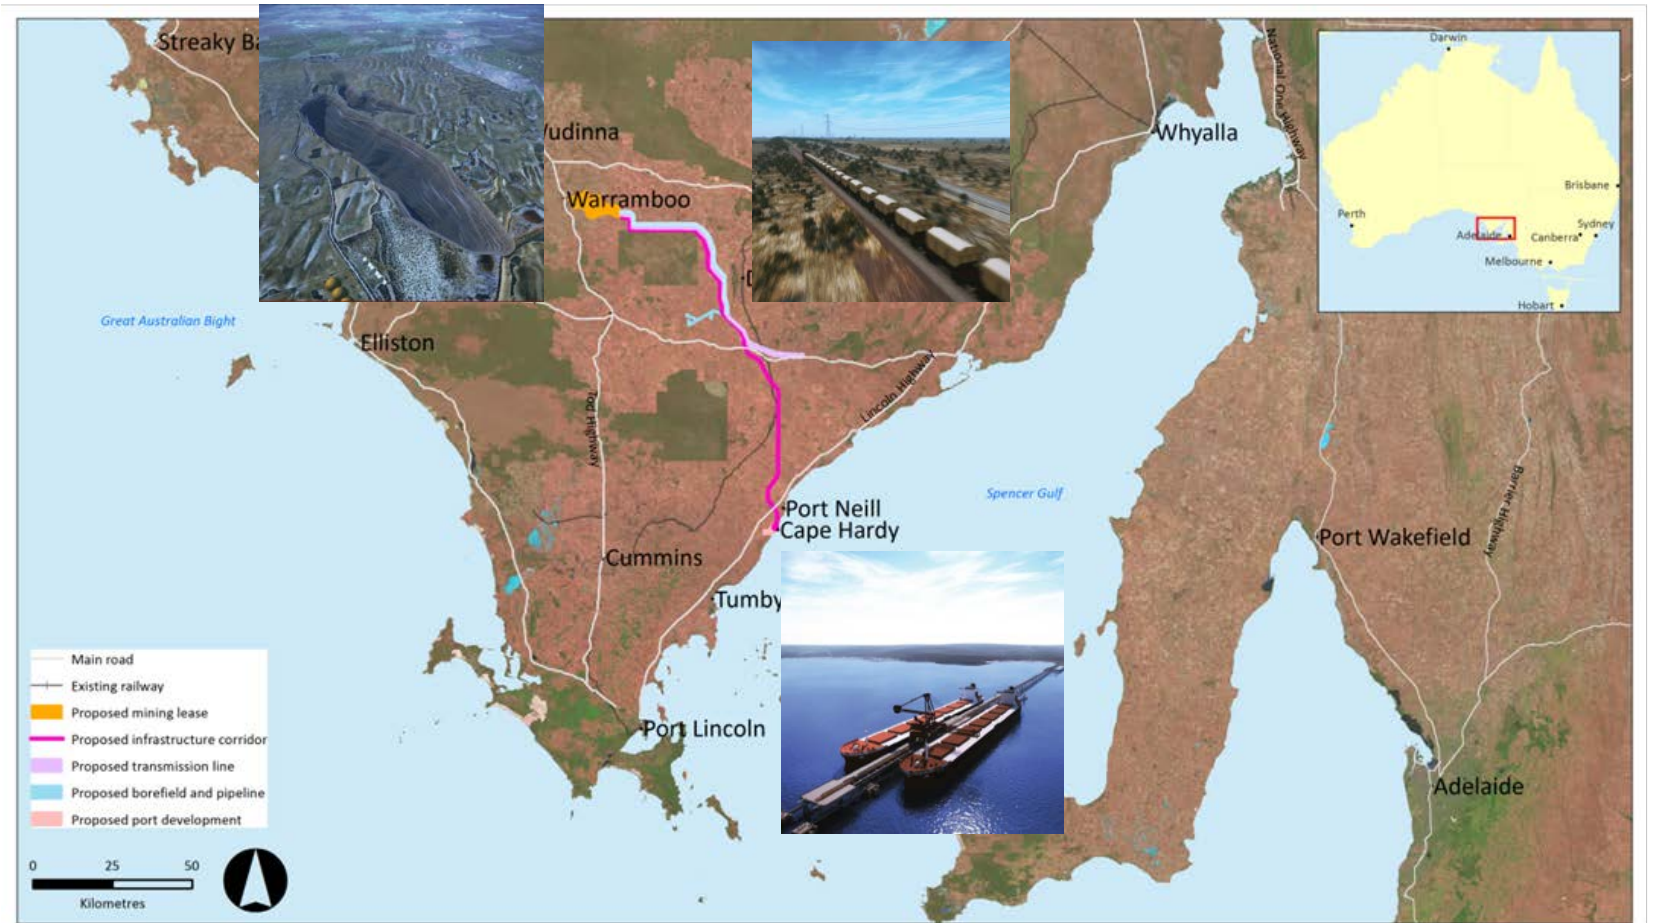 Streaky Ba
Wudinna
Warramboo
Whyalla
National One Highway
Great Australian Bight
Elliston
Tod Highway
Lincoln Highway
Spencer Gulf
Port Neill
Cape Hardy
Cummins
Tumby
Port Lincoln
Port Wakefield
Barrier Highway
Adelaide
Darwin
Brisbane
Perth
Sydney
Adelaide
Canberra
Melbourne
Hobart
Main road
Existing railway
Proposed mining lease
Proposed infrastructure corridor
Proposed transmission line
Proposed borefield and pipeline
Proposed port development
0 25 50
Kilometres